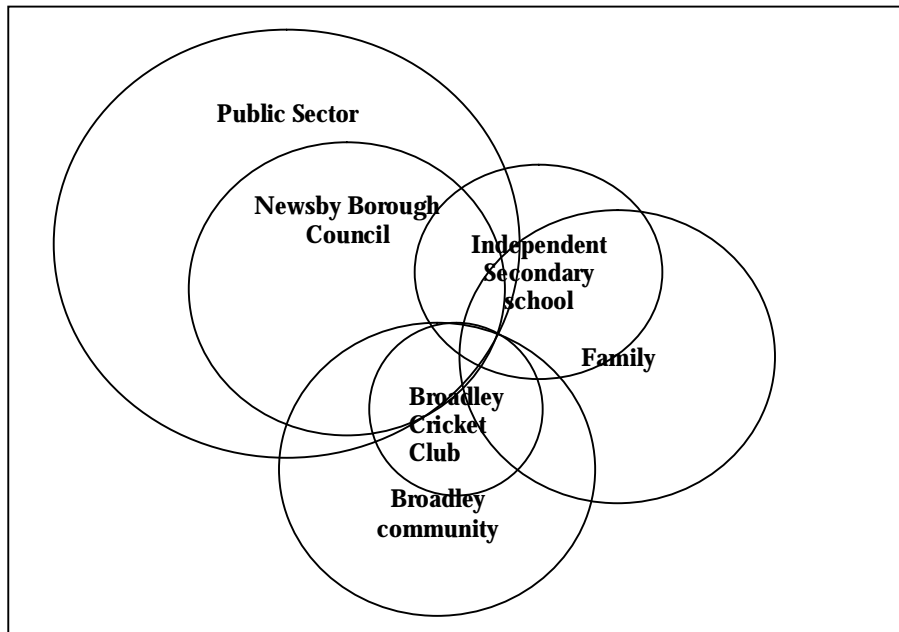 Public Sector
Newsby Borough
Council
Independent
Secondary
school
Family
Broadley
Cricket
Club
Broadley
community